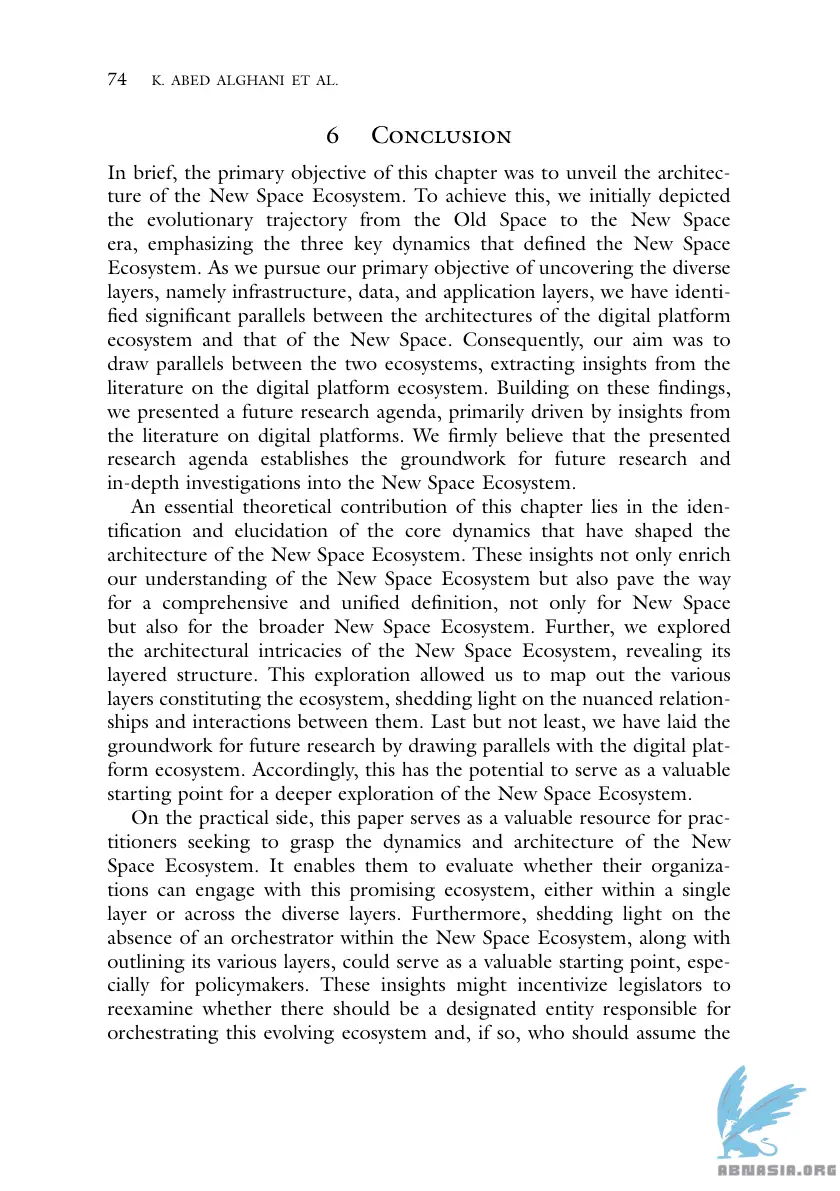 74 K. ABED ALGHANI ET AL.
6 Conclusion
In brief, the primary objective of this chapter was to unveil the architec-
ture of the New Space Ecosystem. To achieve this, we initially depicted
the evolutionary trajectory from the Old Space to the New Space
era, emphasizing the three key dynamics that defined the New Space
Ecosystem. As we pursue our primary objective of uncovering the diverse
layers, namely infrastructure, data, and application layers, we have identi-
fied significant parallels between the architectures of the digital platform
ecosystem and that of the New Space. Consequently, our aim was to
draw parallels between the two ecosystems, extracting insights from the
literature on the digital platform ecosystem. Building on these findings,
we presented a future research agenda, primarily driven by insights from
the literature on digital platforms. We firmly believe that the presented
research agenda establishes the groundwork for future research and
in-depth investigations into the New Space Ecosystem.
An essential theoretical contribution of this chapter lies in the iden-
tification and elucidation of the core dynamics that have shaped the
architecture of the New Space Ecosystem. These insights not only enrich
our understanding of the New Space Ecosystem but also pave the way
for a comprehensive and unified definition, not only for New Space
but also for the broader New Space Ecosystem. Further, we explored
the architectural intricacies of the New Space Ecosystem, revealing its
layered structure. This exploration allowed us to map out the various
layers constituting the ecosystem, shedding light on the nuanced relation-
ships and interactions between them. Last but not least, we have laid the
groundwork for future research by drawing parallels with the digital plat-
form ecosystem. Accordingly, this has the potential to serve as a valuable
starting point for a deeper exploration of the New Space Ecosystem.
On the practical side, this paper serves as a valuable resource for prac-
titioners seeking to grasp the dynamics and architecture of the New
Space Ecosystem. It enables them to evaluate whether their organiza-
tions can engage with this promising ecosystem, either within a single
layer or across the diverse layers. Furthermore, shedding light on the
absence of an orchestrator within the New Space Ecosystem, along with
outlining its various layers, could serve as a valuable starting point, espe-
cially for policymakers. These insights might incentivize legislators to
reexamine whether there should be a designated entity responsible for
orchestrating this evolving ecosystem and, if so, who should assume the
ABNASIA.ORG